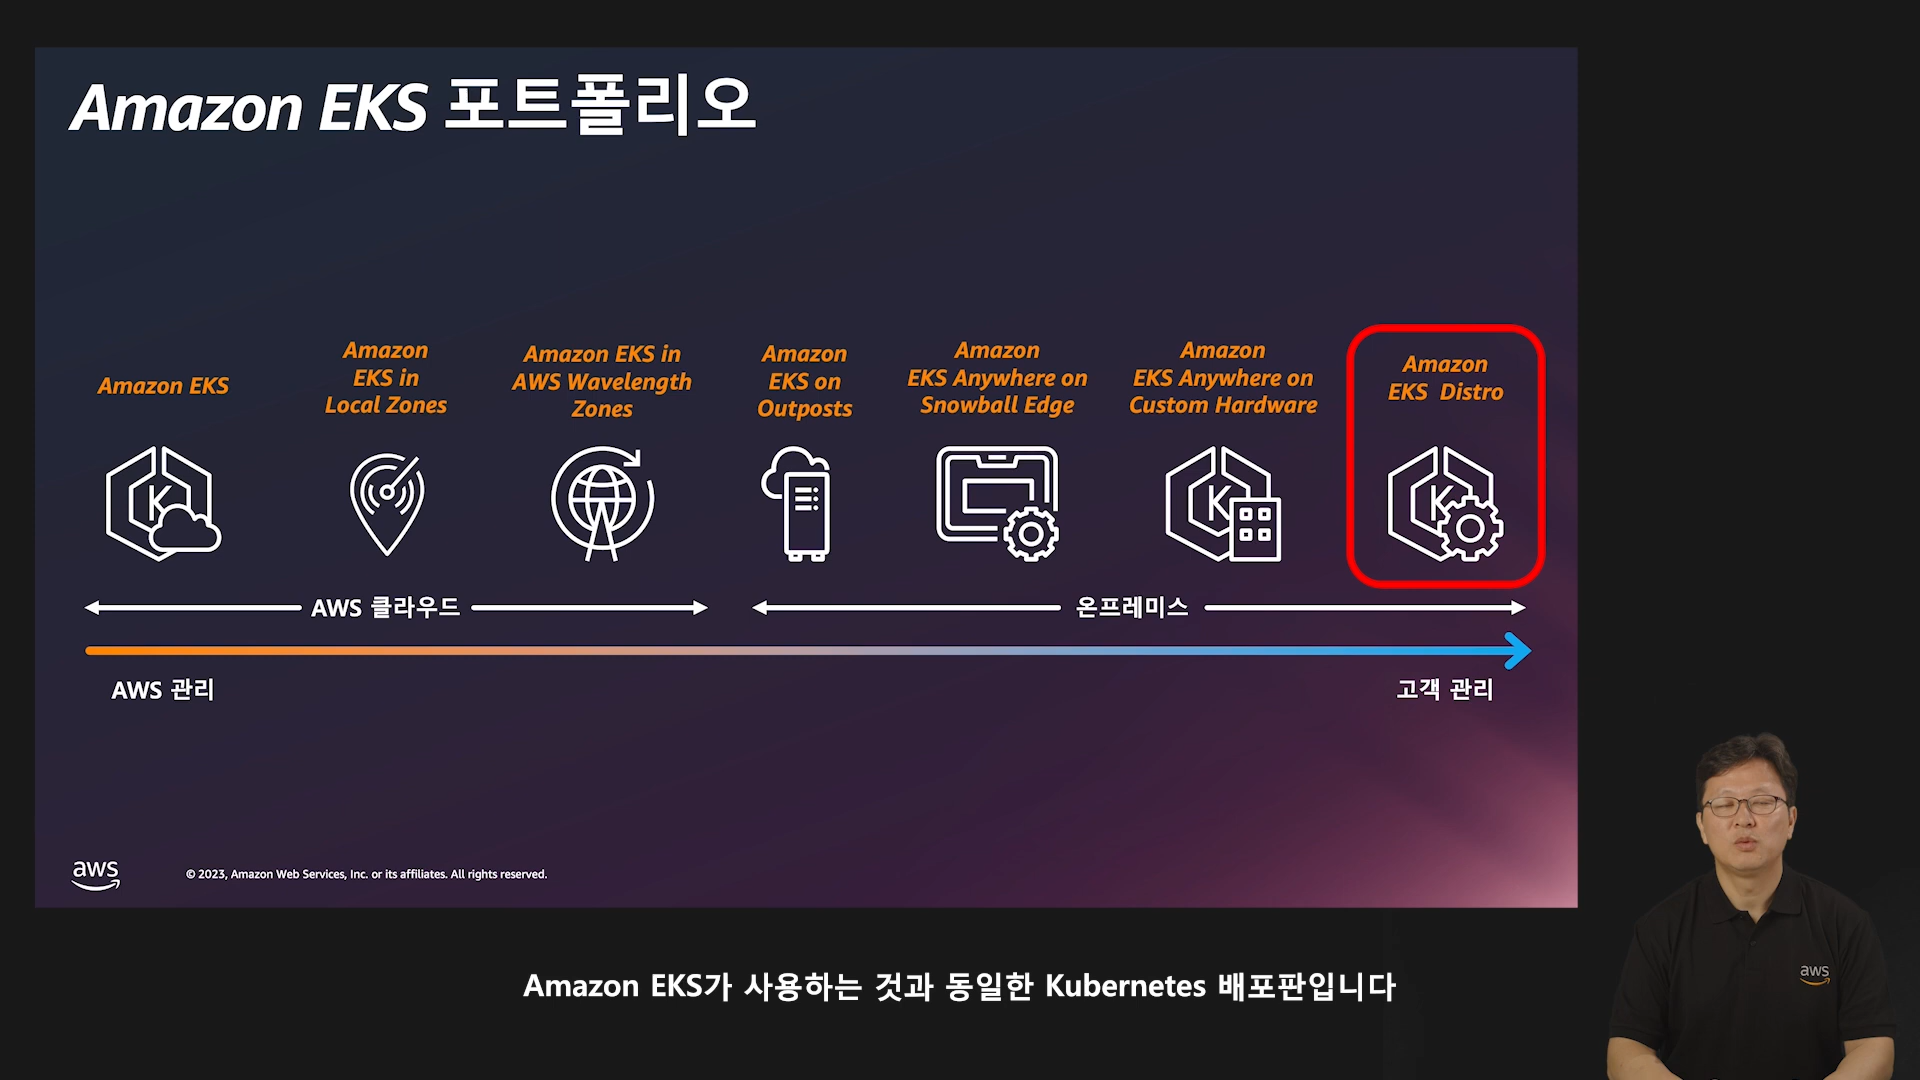 Amazon EKS 포트폴리오
Amazon EKS
Amazon
EKS in
Local Zones
Amazon EKS in
AWS Wavelength
Zones
Amazon
EKS on
Outposts
Amazon
EKS Anywhere on
Snowball Edge
Amazon
EKS Anywhere on
Custom Hardware
Amazon
EKS Distro
K
K
K
AWS 클라우드
온프레미스
AWS 관리
고객 관리
aws
© 2023, Amazon Web Services, Inc. or its affiliates. All rights reserved.
aws
Amazon EKS가 사용하는 것과 동일한 Kubernetes 배포판입니다